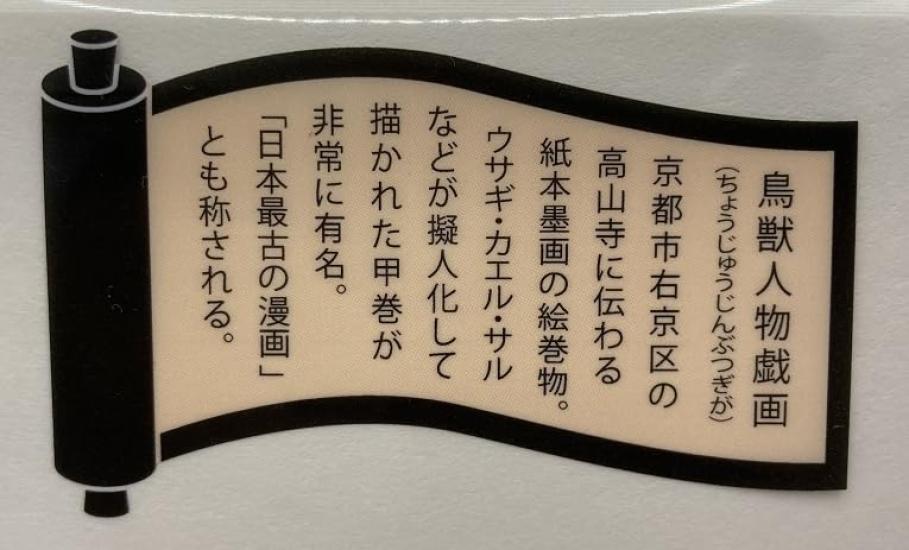 鳥獣人物戯画
（ちょうじゅうじんぶつぎが）
京都市右京区の
高山寺に伝わる
紙本墨画の絵巻物。
ウサギ・カエル・サル
などが擬人化して
描かれた甲巻が
非常に有名。
「日本最古の漫画」
とも称される。